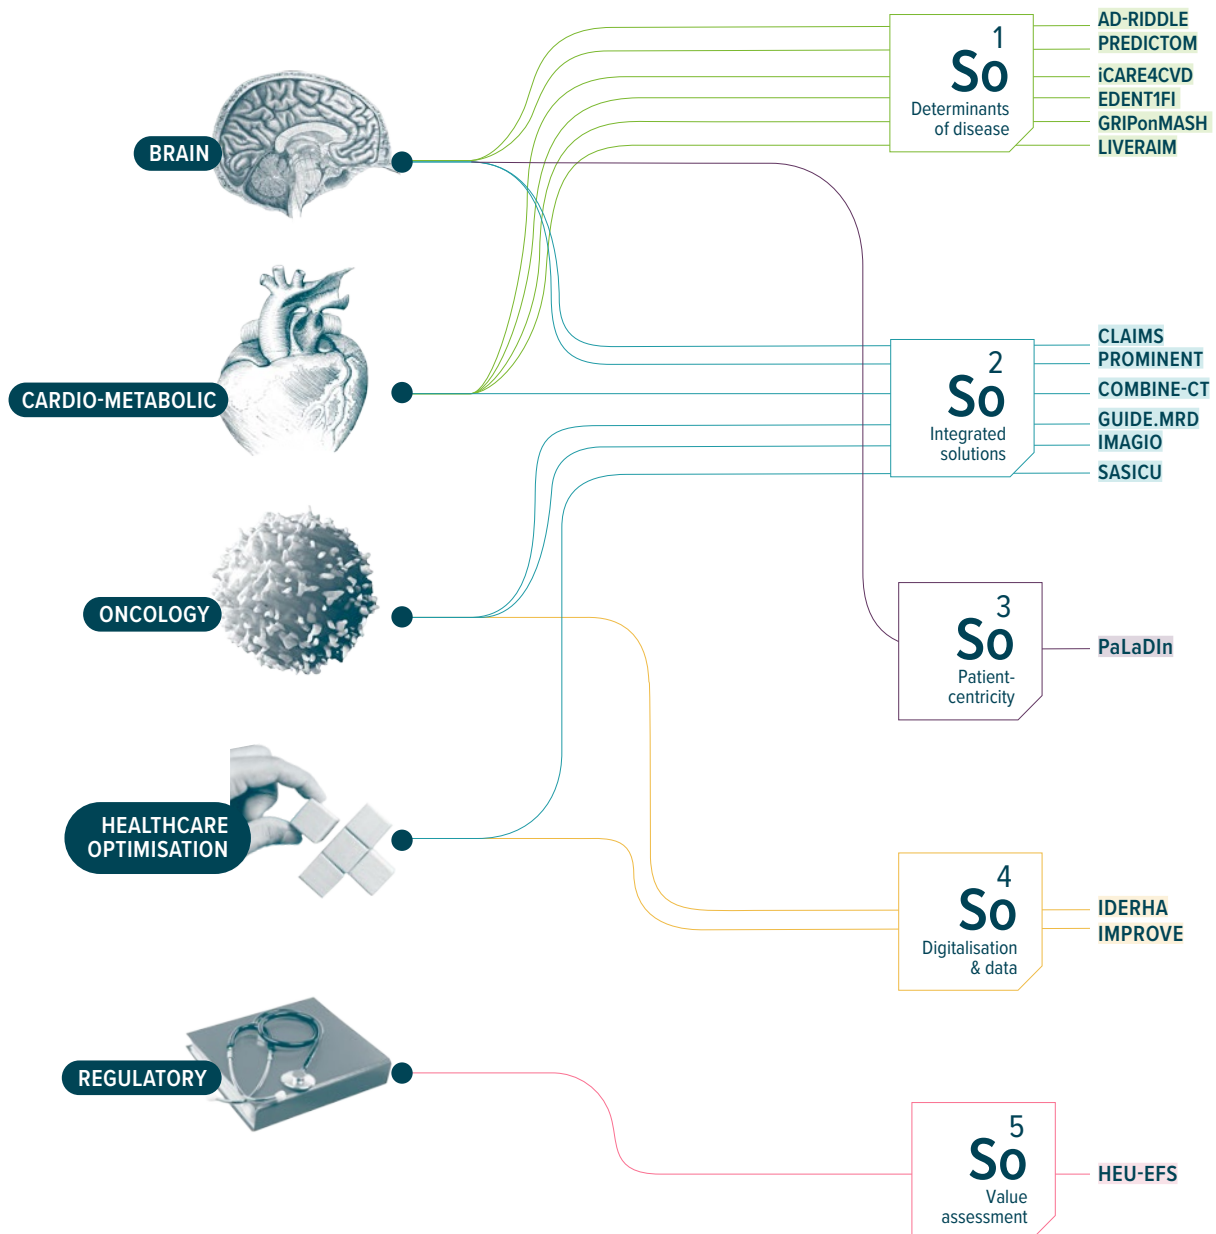 BRAIN
CARDIO-METABOLIC
ONCOLOGY
HEALTHCARE
OPTIMISATION
REGULATORY
1
So
Determinants
of disease
AD-RIDDLE
PREDICTOM
iCARE4CVD
EDENT1FI
GRIPonMASH
LIVERAIM
2
So
Integrated
solutions
CLAIMS
PROMINENT
COMBINE-CT
GUIDE.MRD
IMAGIO
SASICU
3
So
Patient-
centricity
PaLaDIn
4
So
Digitalisation
& data
IDERHA
IMPROVE
5
So
Value
assessment
HEU-EFS